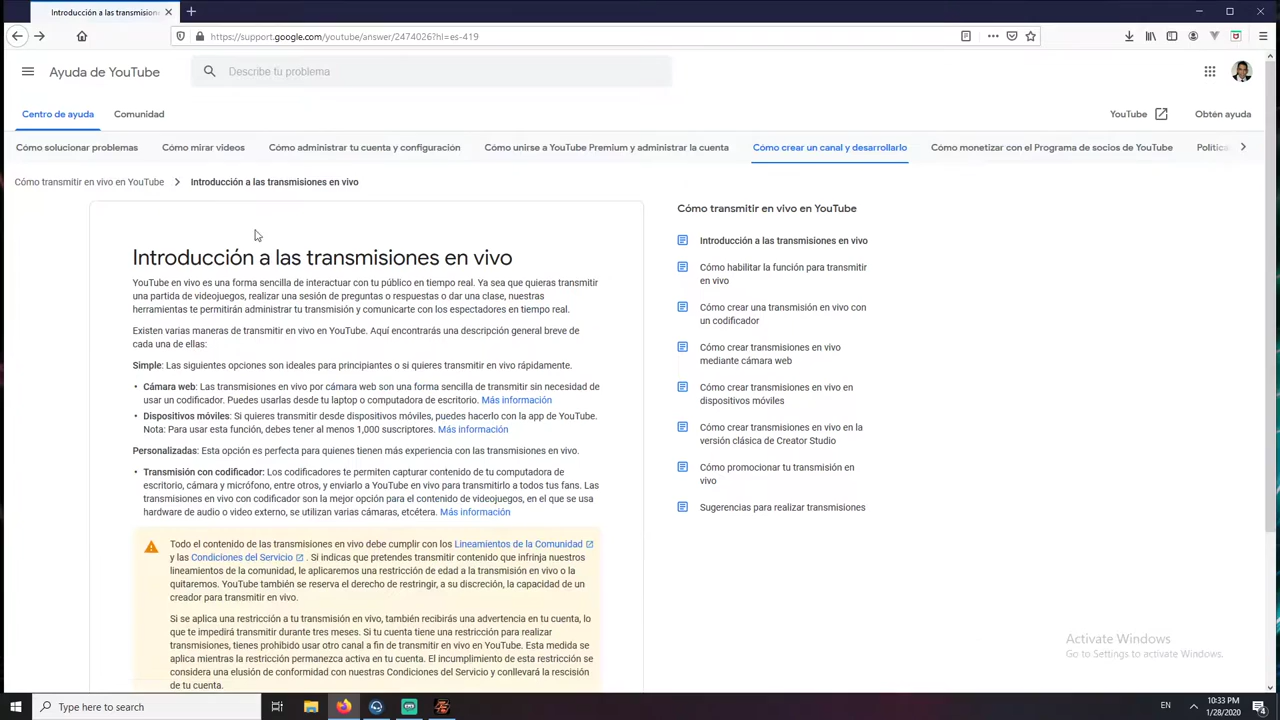 Introducción a las transmisione
https://support.google.com/youtube/answer/2474026?hl=es-419
Ayuda de YouTube
Describe tu problema
Centro de ayuda
Comunidad
YouTube
Obtén ayuda
Cómo solucionar problemas
Cómo mirar videos
Cómo administrar tu cuenta y configuración
Cómo unirse a YouTube Premium y administrar la cuenta
Cómo crear un canal y desarrollarlo
Cómo monetizar con el Programa de socios de YouTube
Política
Cómo transmitir en vivo en YouTube
Introducción a las transmisiones en vivo
Introducción a las transmisiones en vivo
YouTube en vivo es una forma sencilla de interactuar con tu público en tiempo real. Ya sea que quieras transmitir
una partida de videojuegos, realizar una sesión de preguntas o respuestas o dar una clase, nuestras
herramientas te permitirán administrar tu transmisión y comunicarte con los espectadores en tiempo real.
Existen varias maneras de transmitir en vivo en YouTube. Aquí encontrarás una descripción general breve de
cada una de ellas:
Simple: Las siguientes opciones son ideales para principiantes o si quieres transmitir en vivo rápidamente.
• Cámara web: Las transmisiones en vivo por cámara web son una forma sencilla de transmitir sin necesidad de
usar un codificador. Puedes usarlas desde tu laptop o computadora de escritorio. Más información
• Dispositivos móviles: Si quieres transmitir desde dispositivos móviles, puedes hacerlo con la app de YouTube.
Nota: Para usar esta función, debes tener al menos 1,000 suscriptores. Más información
Personalizadas: Esta opción es perfecta para quienes tienen más experiencia con las transmisiones en vivo.
• Transmisión con codificador: Los codificadores te permiten capturar contenido de tu computadora de
escritorio, cámara y micrófono, entre otros, y enviarlo a YouTube en vivo para transmitirlo a todos tus fans. Las
transmisiones en vivo con codificador son la mejor opción para el contenido de videojuegos, en el que se usa
hardware de audio o video externo, se utilizan varias cámaras, etcétera. Más información
Todo el contenido de las transmisiones en vivo debe cumplir con los Lineamientos de la Comunidad
y las Condiciones del Servicio . Si indicas que pretendes transmitir contenido que infrinja nuestros
lineamientos de la comunidad, le aplicaremos una restricción de edad a la transmisión en vivo o la
quitaremos. YouTube también se reserva el derecho de restringir, a su discreción, la capacidad de un
creador para transmitir en vivo.
Si se aplica una restricción a tu transmisión en vivo, también recibirás una advertencia en tu cuenta, lo
que te impedirá transmitir durante tres meses. Si tu cuenta tiene una restricción para realizar
transmisiones, tienes prohibido usar otro canal a fin de transmitir en vivo en YouTube. Esta medida se
aplica mientras la restricción permanezca activa en tu cuenta. El incumplimiento de esta restricción se
considera una elusión de conformidad con nuestras Condiciones del Servicio y conllevará la rescisión
de tu cuenta.
Cómo transmitir en vivo en YouTube
Introducción a las transmisiones en vivo
Cómo habilitar la función para transmitir
en vivo
Cómo crear una transmisión en vivo con
un codificador
Cómo crear transmisiones en vivo
mediante cámara web
Cómo crear transmisiones en vivo en
dispositivos móviles
Cómo crear transmisiones en vivo en la
versión clásica de Creator Studio
Cómo promocionar tu transmisión en
vivo
Sugerencias para realizar transmisiones
Activate Windows
Go to Settings to activate Windows.
Type here to search
EN
10:33 PM
1/28/2020
4